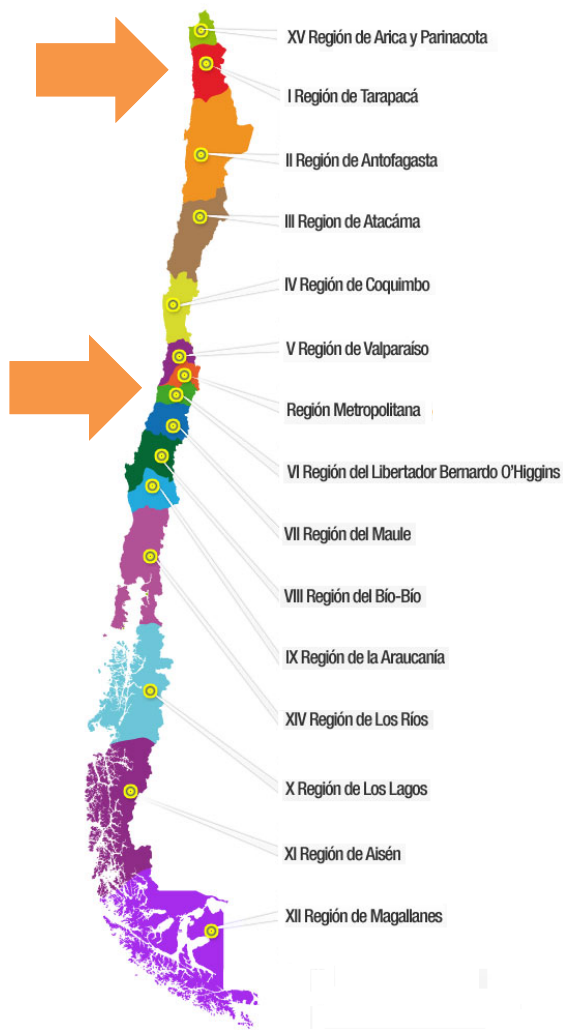 XV Región de Arica y Parinacota
I Región de Tarapacá
II Región de Antofagasta
III Region de Atacáma
IV Región de Coquimbo
V Región de Valparaíso
Región Metropolitana
VI Región del Libertador Bernardo O'Higgins
VII Región del Maule
VIII Región del Bío-Bío
IX Región de la Araucanía
XIV Región de Los Ríos
X Región de Los Lagos
XI Región de Aisén
XII Región de Magallanes